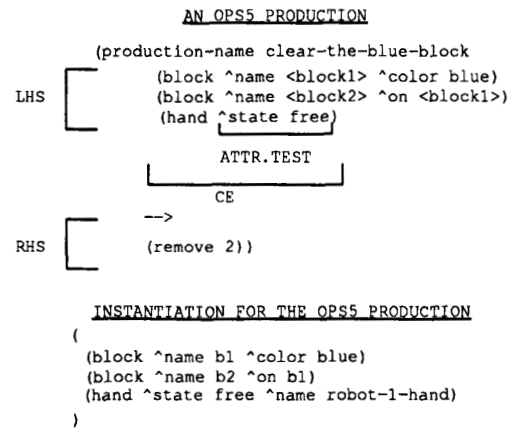 AN OPS5 PRODUCTION
(production-name clear-the-blue-block
(block ^name <block1> ^color blue)
LHS (block ^name <block2> ^on <block1>)
(hand ^state free)
ATTR.TEST
CE
-->
RHS (remove 2))
INSTANTIATION FOR THE OPS5 PRODUCTION
(
(block ^name b1 ^color blue)
(block ^name b2 ^on b1)
(hand ^state free ^name robot-1-hand)
)